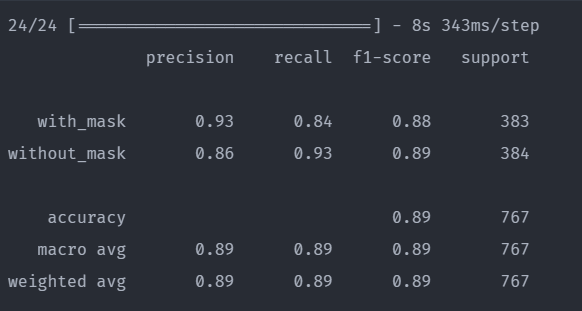 24/24 [==============================] - 8s 343ms/step
precision recall f1-score support
with_mask 0.93 0.84 0.88 383
without_mask 0.86 0.93 0.89 384
accuracy 0.89 767
macro avg 0.89 0.89 0.89 767
weighted avg 0.89 0.89 0.89 767